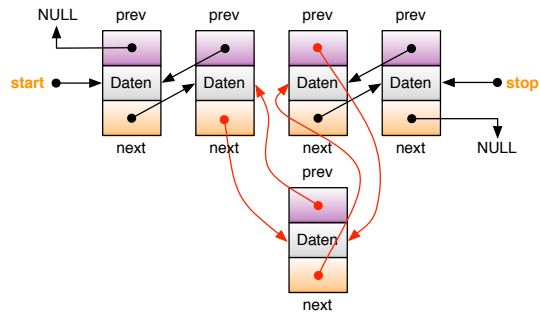 prev prev prev prev
NULL
start Daten Daten Daten Daten stop
next next next next
NULL
prev
Daten
next